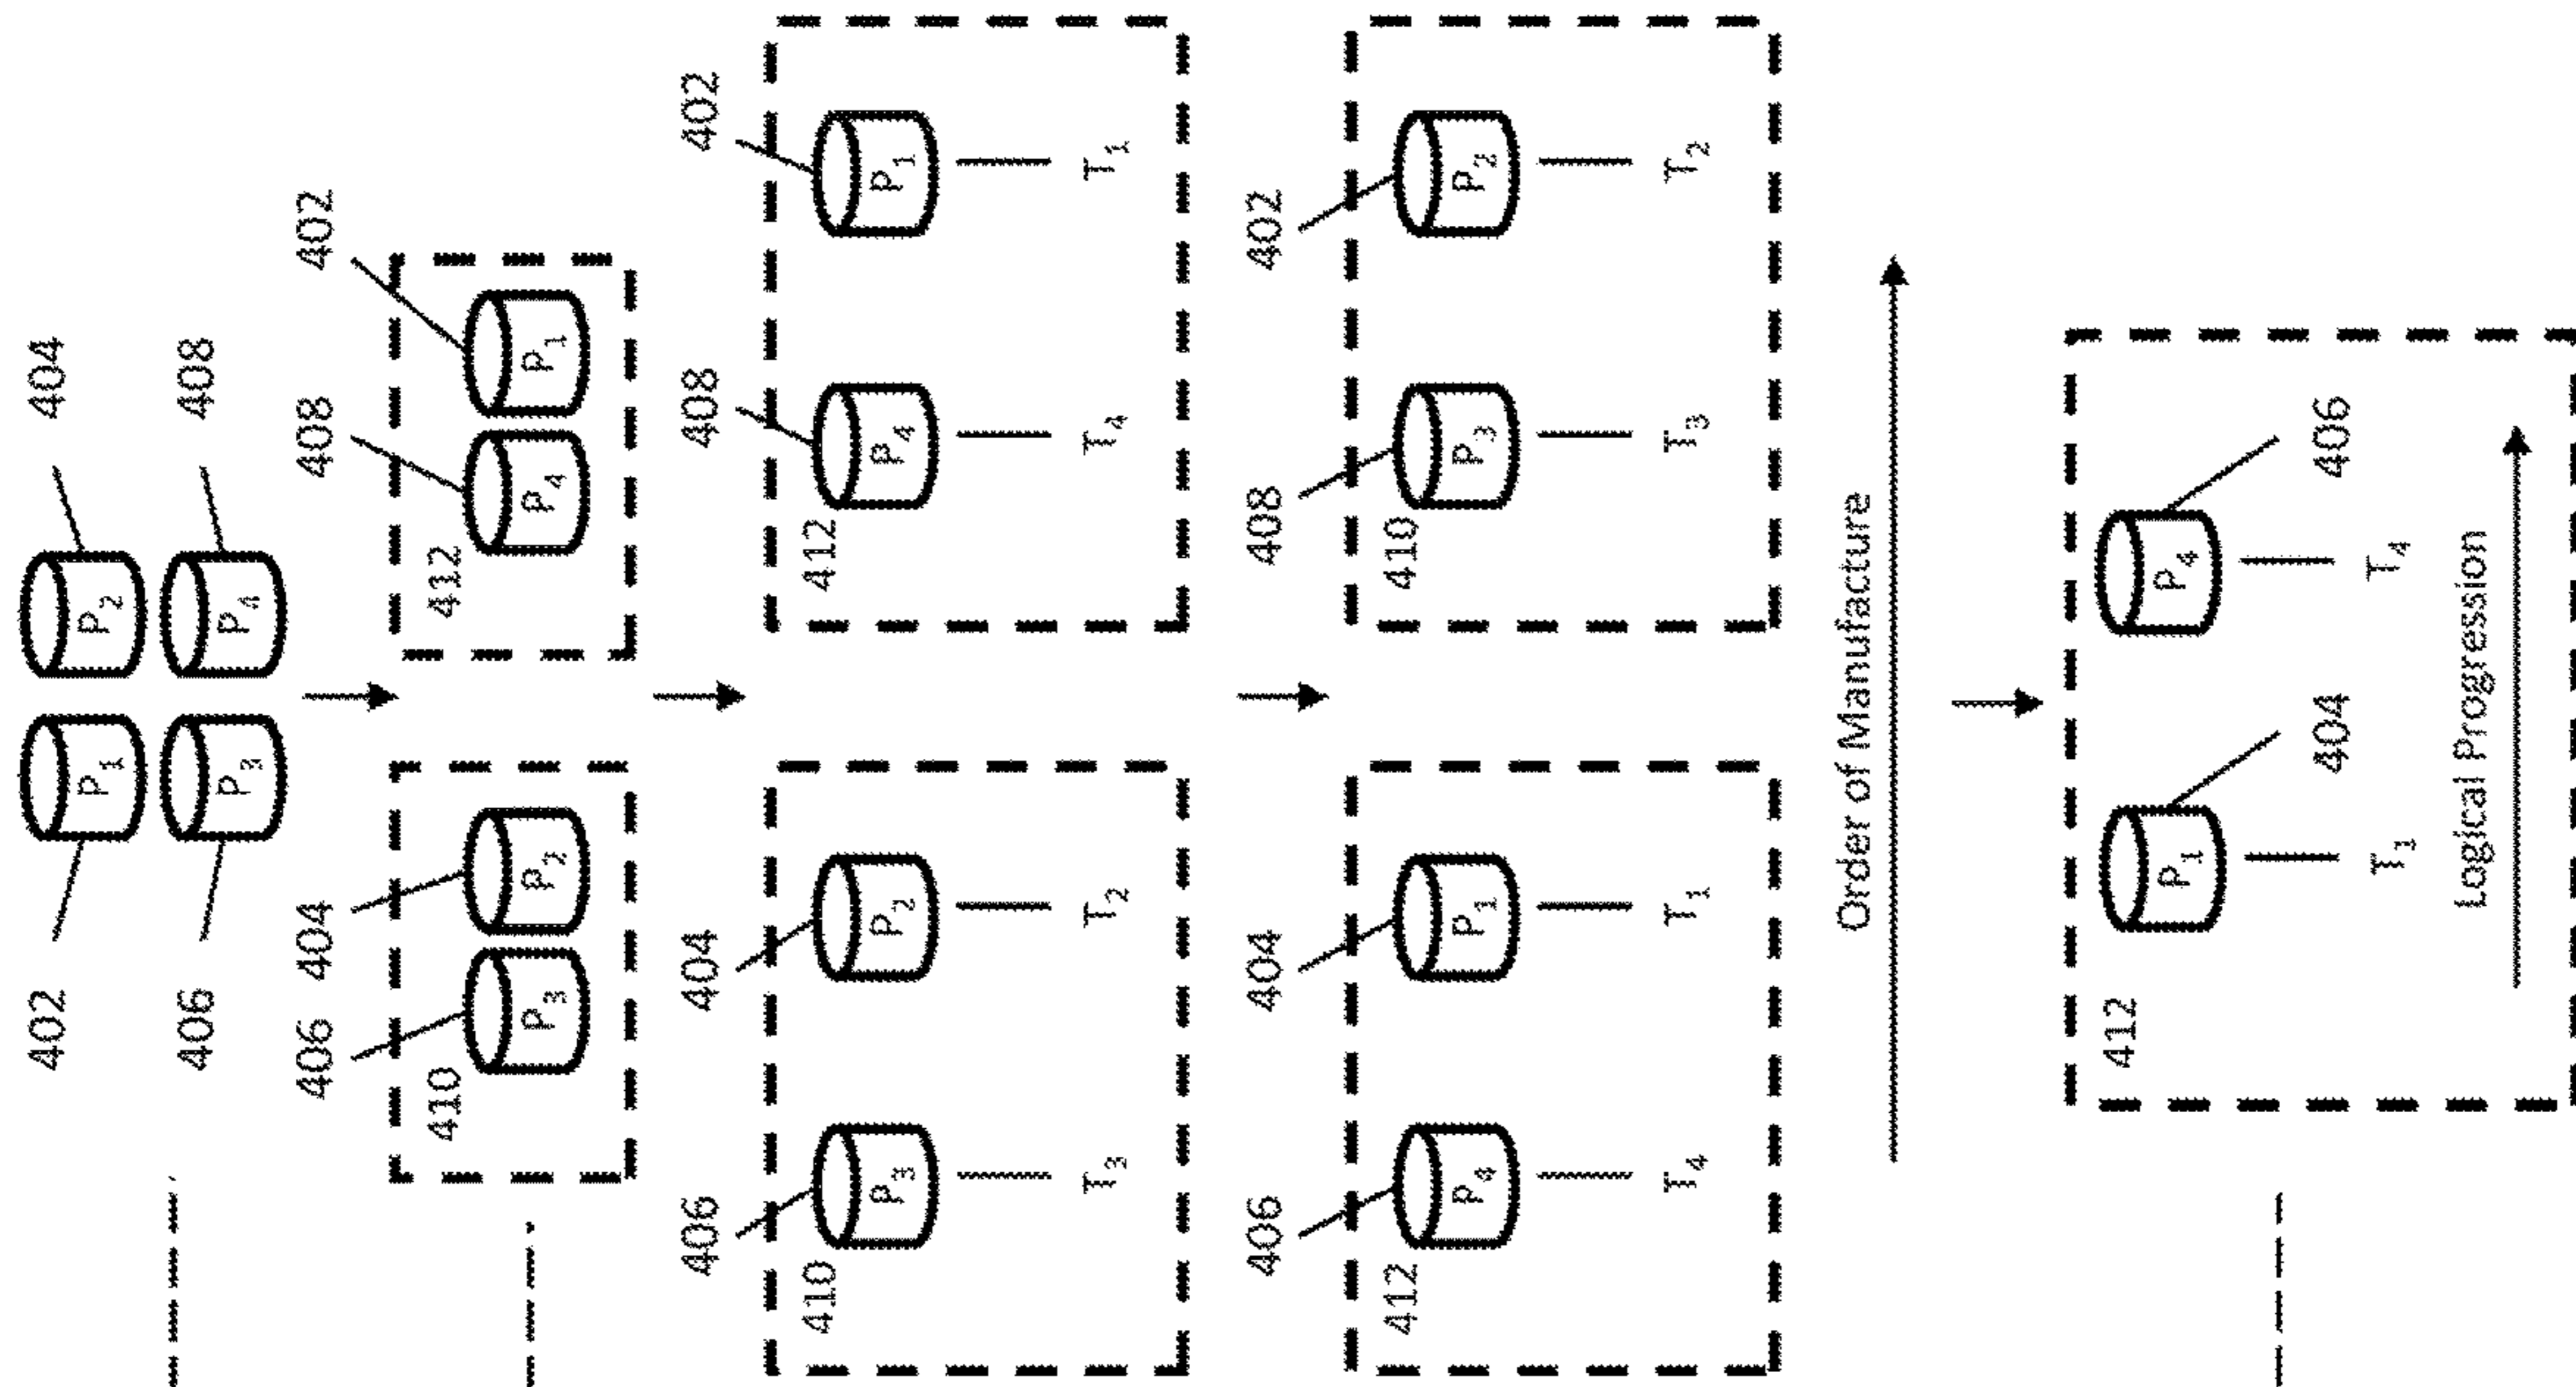 402 404
P₁ P₂
406 408
P₃ P₄
406 404 408 402
410 412
P₃ P₂ P₄ P₁
406 404 408 402
410 412
P₃ P₂ P₄ P₁
T₃ T₂ T₄ T₁
406 404 408 402
412 410
P₄ P₁ P₃ P₂
T₄ T₁ T₃ T₂
Order of Manufacture
412
P₁ P₄
404 406
T₁ T₄
Logical Progression